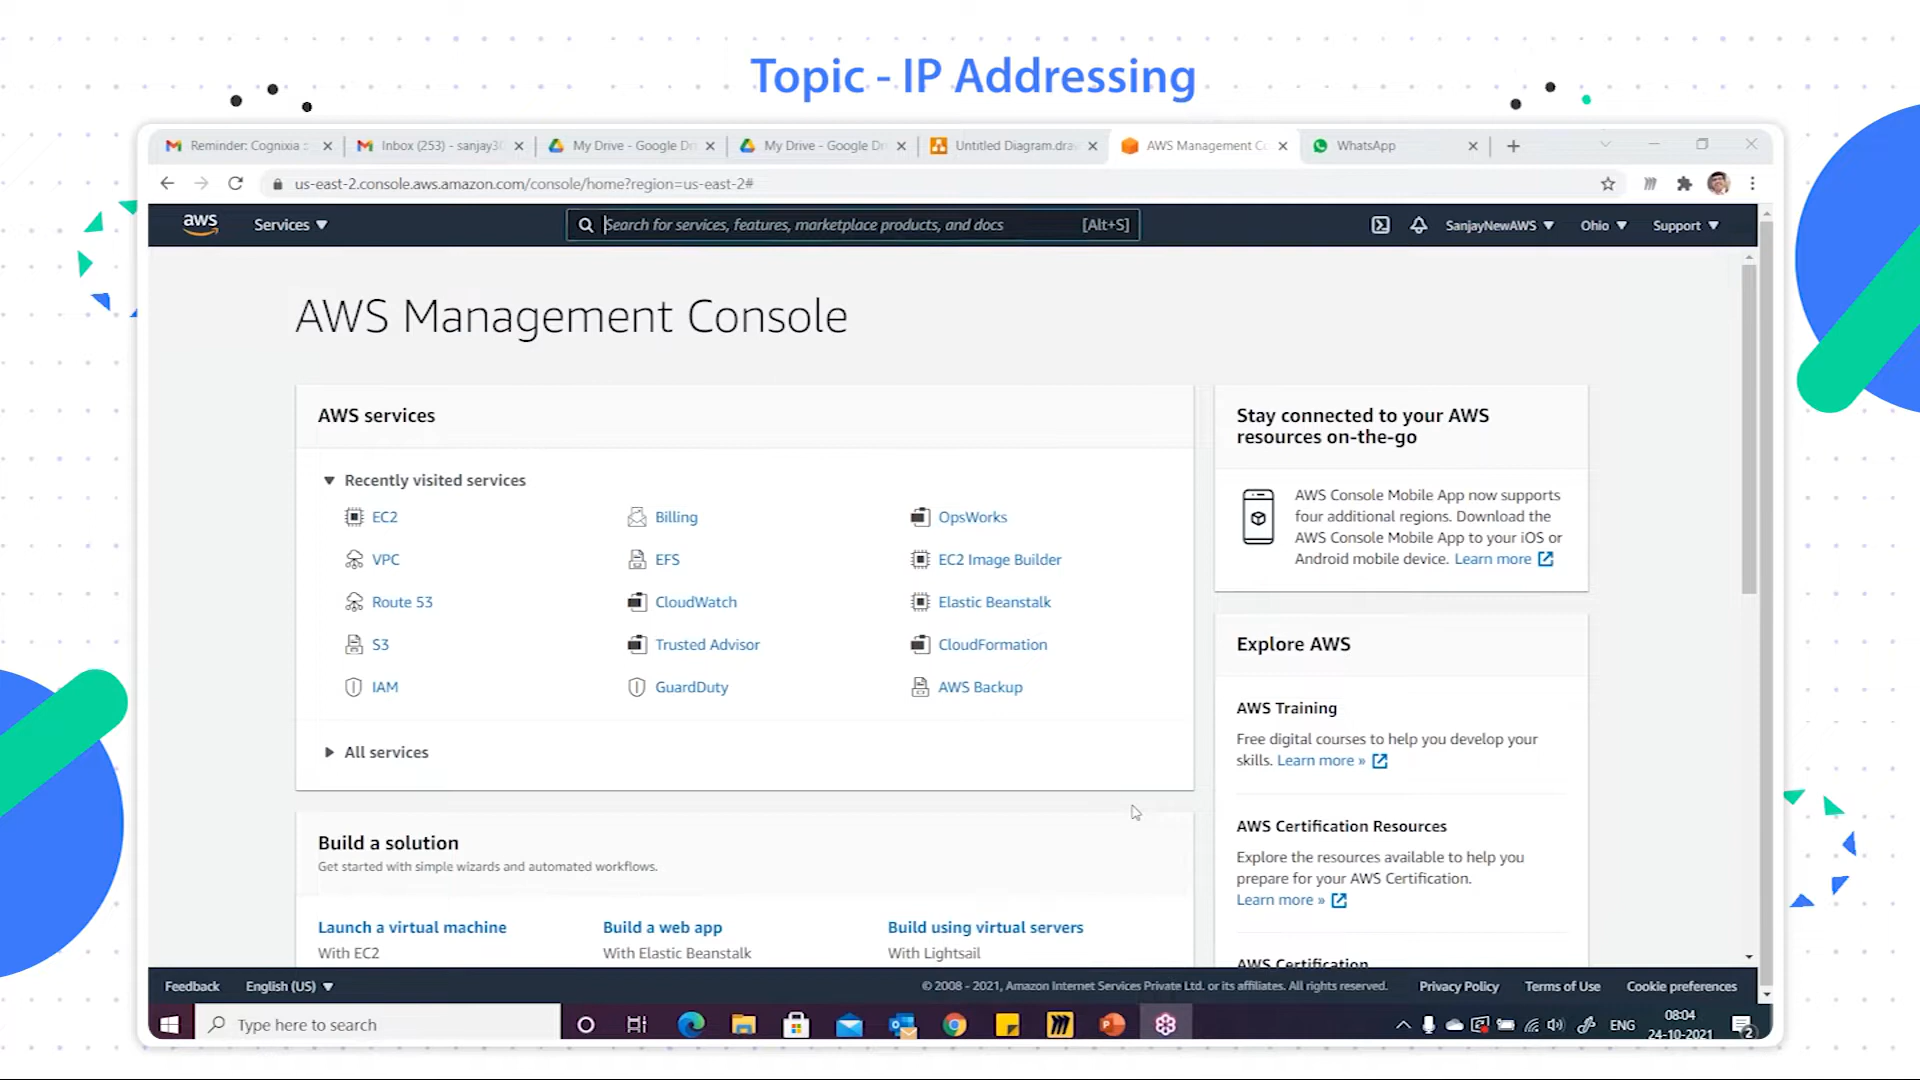 Topic - IP Addressing
Reminder: Cognixia
Inbox (253) - sanjay30
My Drive - Google Dr
My Drive - Google Dr
Untitled Diagram.draw
AWS Management Co
WhatsApp
us-east-2.console.aws.amazon.com/console/home?region=us-east-2#
aws
Services
Search for services, features, marketplace products, and docs
[Alt+S]
SanjayNewAWS
Ohio
Support
AWS Management Console
AWS services
Recently visited services
EC2
Billing
OpsWorks
VPC
EFS
EC2 Image Builder
Route 53
CloudWatch
Elastic Beanstalk
S3
Trusted Advisor
CloudFormation
IAM
GuardDuty
AWS Backup
All services
Stay connected to your AWS
resources on-the-go
AWS Console Mobile App now supports
four additional regions. Download the
AWS Console Mobile App to your iOS or
Android mobile device. Learn more
Explore AWS
AWS Training
Free digital courses to help you develop your
skills. Learn more »
AWS Certification Resources
Explore the resources available to help you
prepare for your AWS Certification.
Learn more »
AWS Certification
Build a solution
Get started with simple wizards and automated workflows.
Launch a virtual machine
With EC2
Build a web app
With Elastic Beanstalk
Build using virtual servers
With Lightsail
Feedback
English (US)
© 2008 - 2021, Amazon Internet Services Private Ltd. or its affiliates. All rights reserved.
Privacy Policy
Terms of Use
Cookie preferences
Type here to search
ENG
08:04
24-10-2021
2